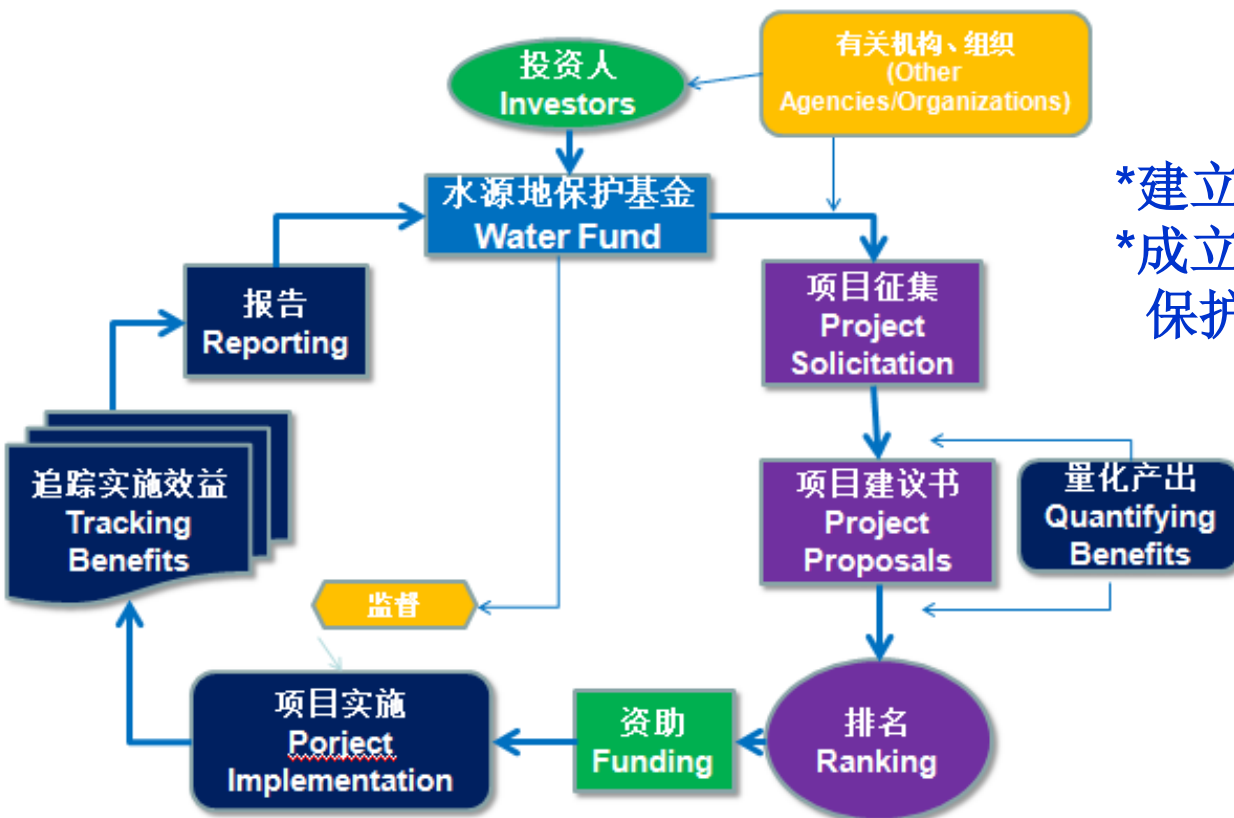 投资人
Investors
有关机构、组织
(Other
Agencies/Organizations)
水源地保护基金
Water Fund
*建立
*成立
保护
报告
Reporting
项目征集
Project
Solicitation
追踪实施效益
Tracking
Benefits
项目建议书
Project
Proposals
量化产出
Quantifying
Benefits
监督
项目实施
Porject
Implementation
资助
Funding
排名
Ranking